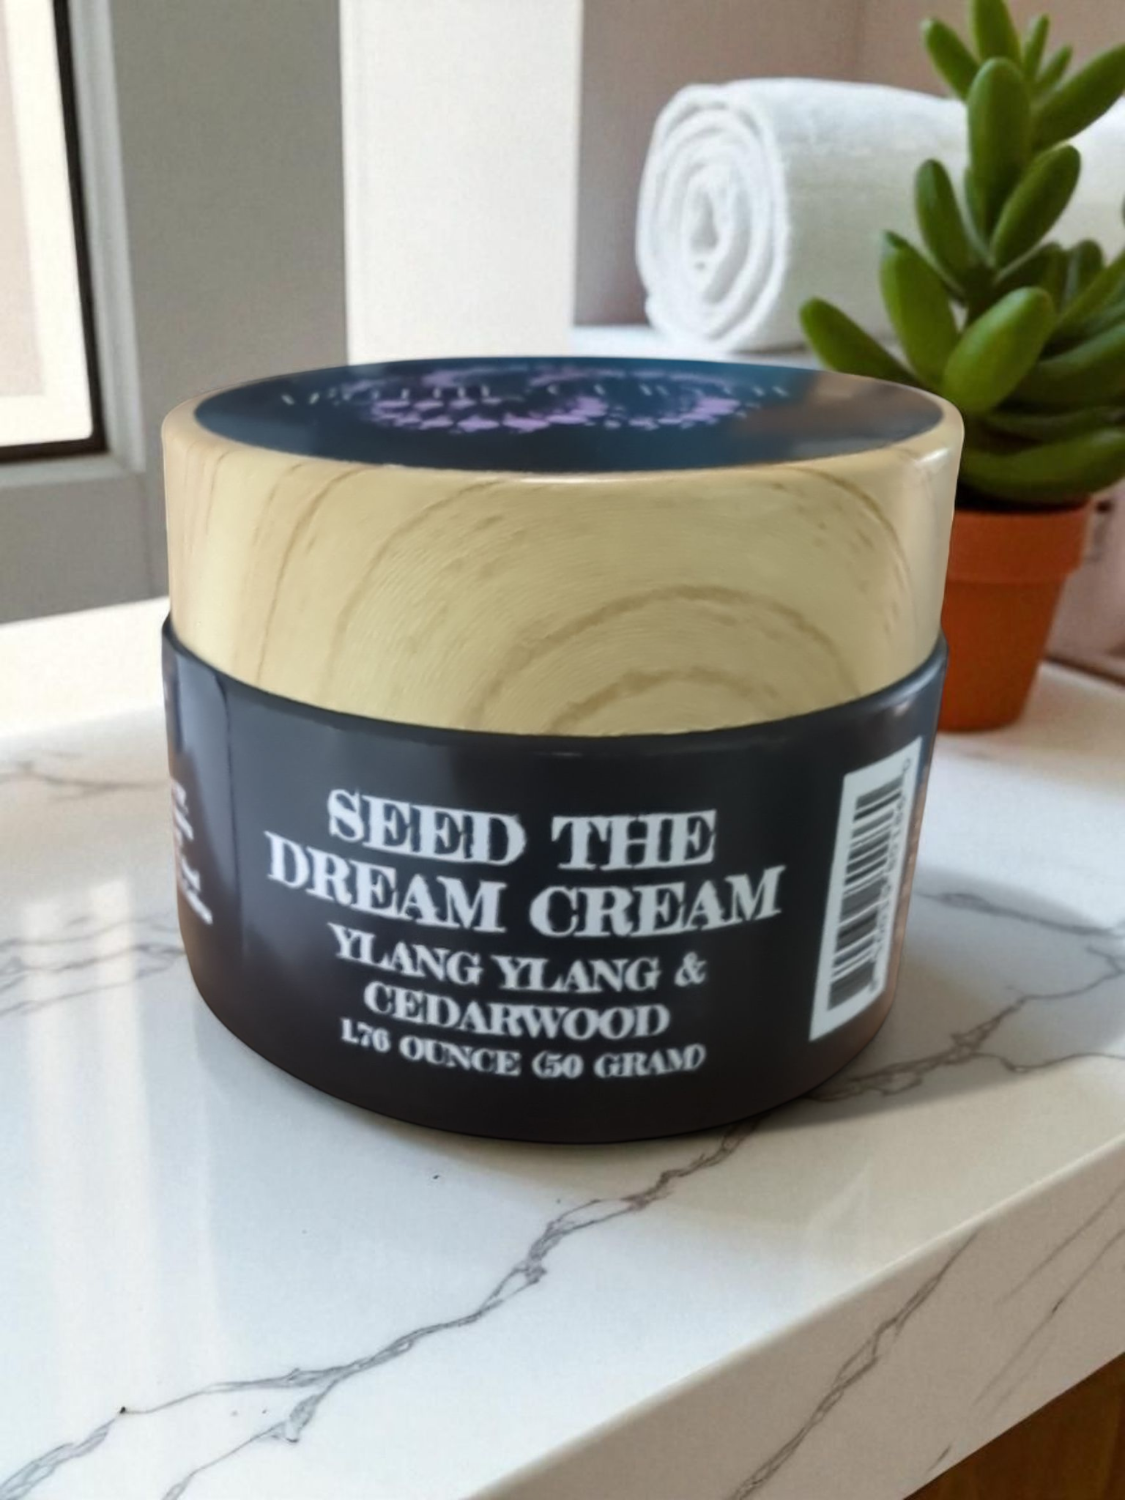 SEED THE
DREAM CREAM
YLANG YLANG &
CEDARWOOD
1.76 OUNCE (50 GRAM)